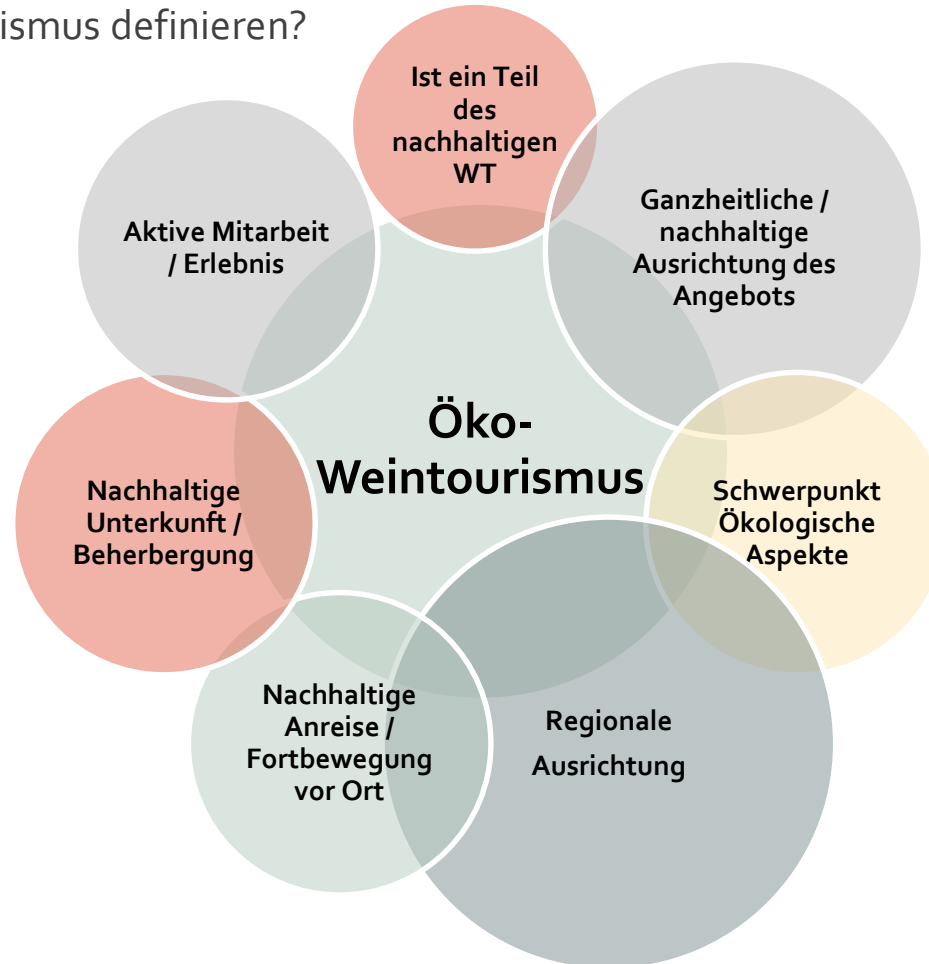 ismus definieren?
Ist ein Teil
des
nachhaltigen
WT
Ganzheitliche /
nachhaltige
Ausrichtung des
Angebots
Aktive Mitarbeit
/ Erlebnis
Öko-
Weintourismus
Nachhaltige
Unterkunft /
Beherbergung
Schwerpunkt
Ökologische
Aspekte
Nachhaltige
Anreise /
Fortbewegung
vor Ort
Regionale
Ausrichtung